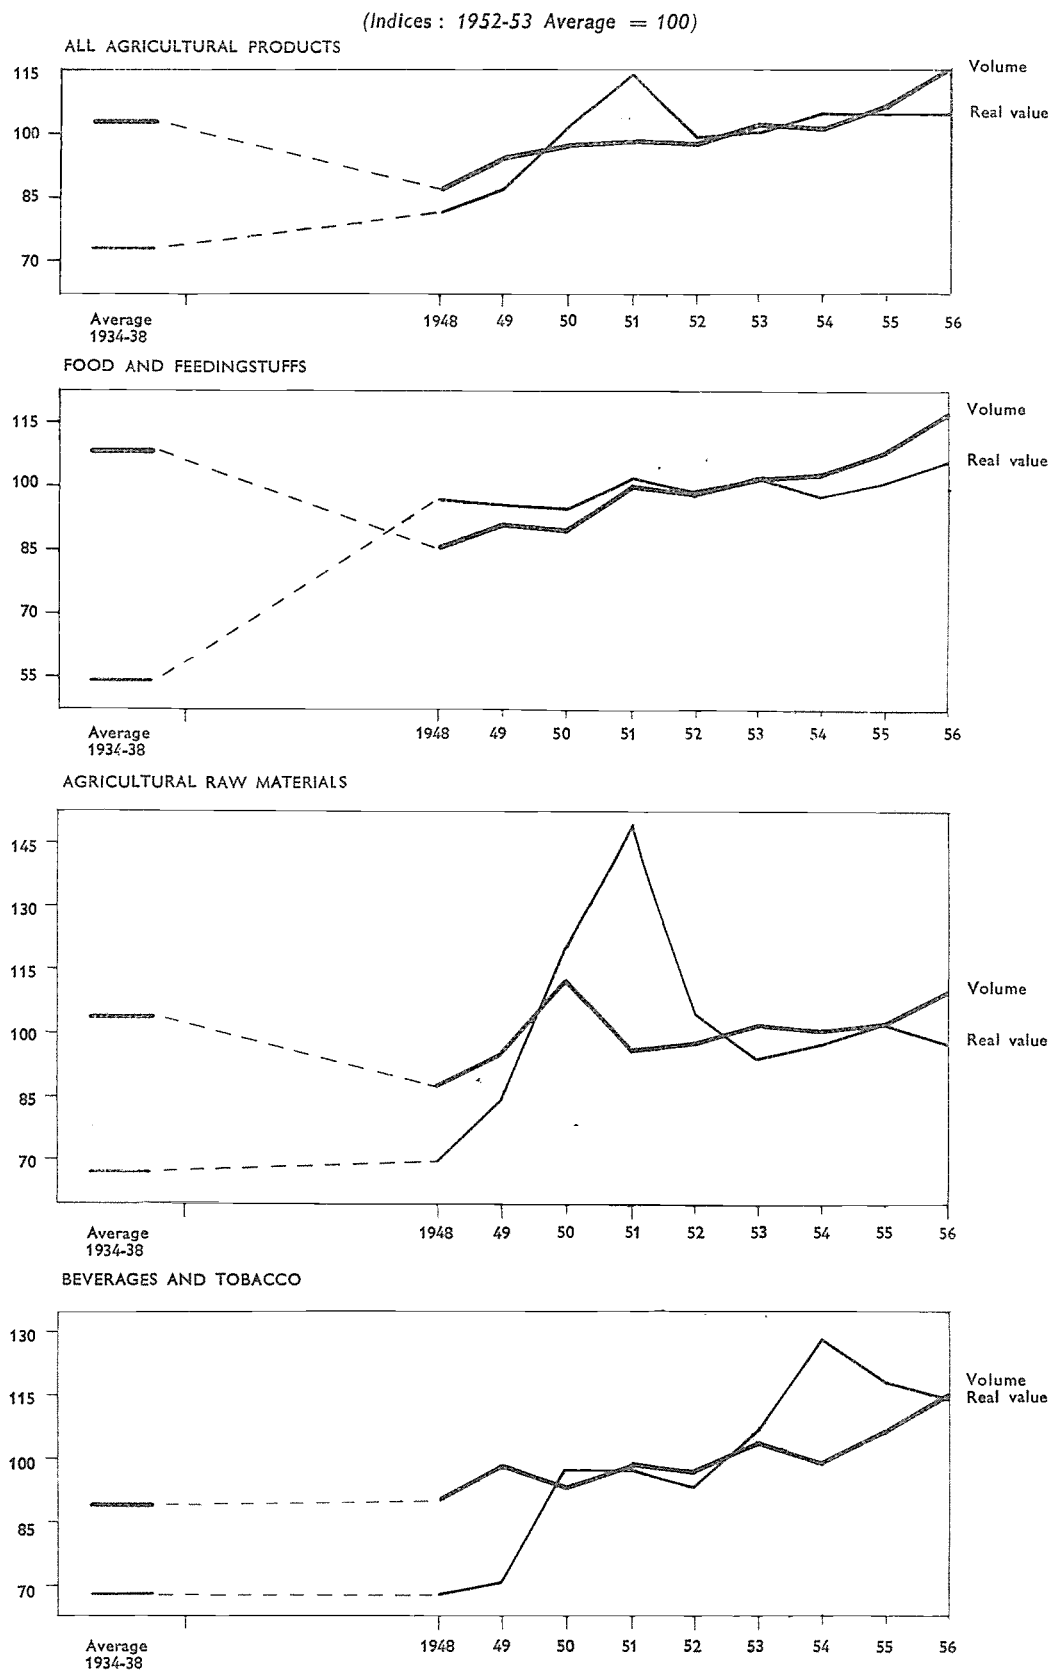 (Indices : 1952-53 Average = 100)
ALL AGRICULTURAL PRODUCTS
115
100
85
70
Volume
Real value
Average
1934-38
1948 49 50 51 52 53 54 55 56
FOOD AND FEEDINGSTUFFS
115
100
85
70
55
Volume
Real value
Average
1934-38
1948 49 50 51 52 53 54 55 56
AGRICULTURAL RAW MATERIALS
145
130
115
100
85
70
Volume
Real value
Average
1934-38
1948 49 50 51 52 53 54 55 56
BEVERAGES AND TOBACCO
130
115
100
85
70
Volume
Real value
Average
1934-38
1948 49 50 51 52 53 54 55 56